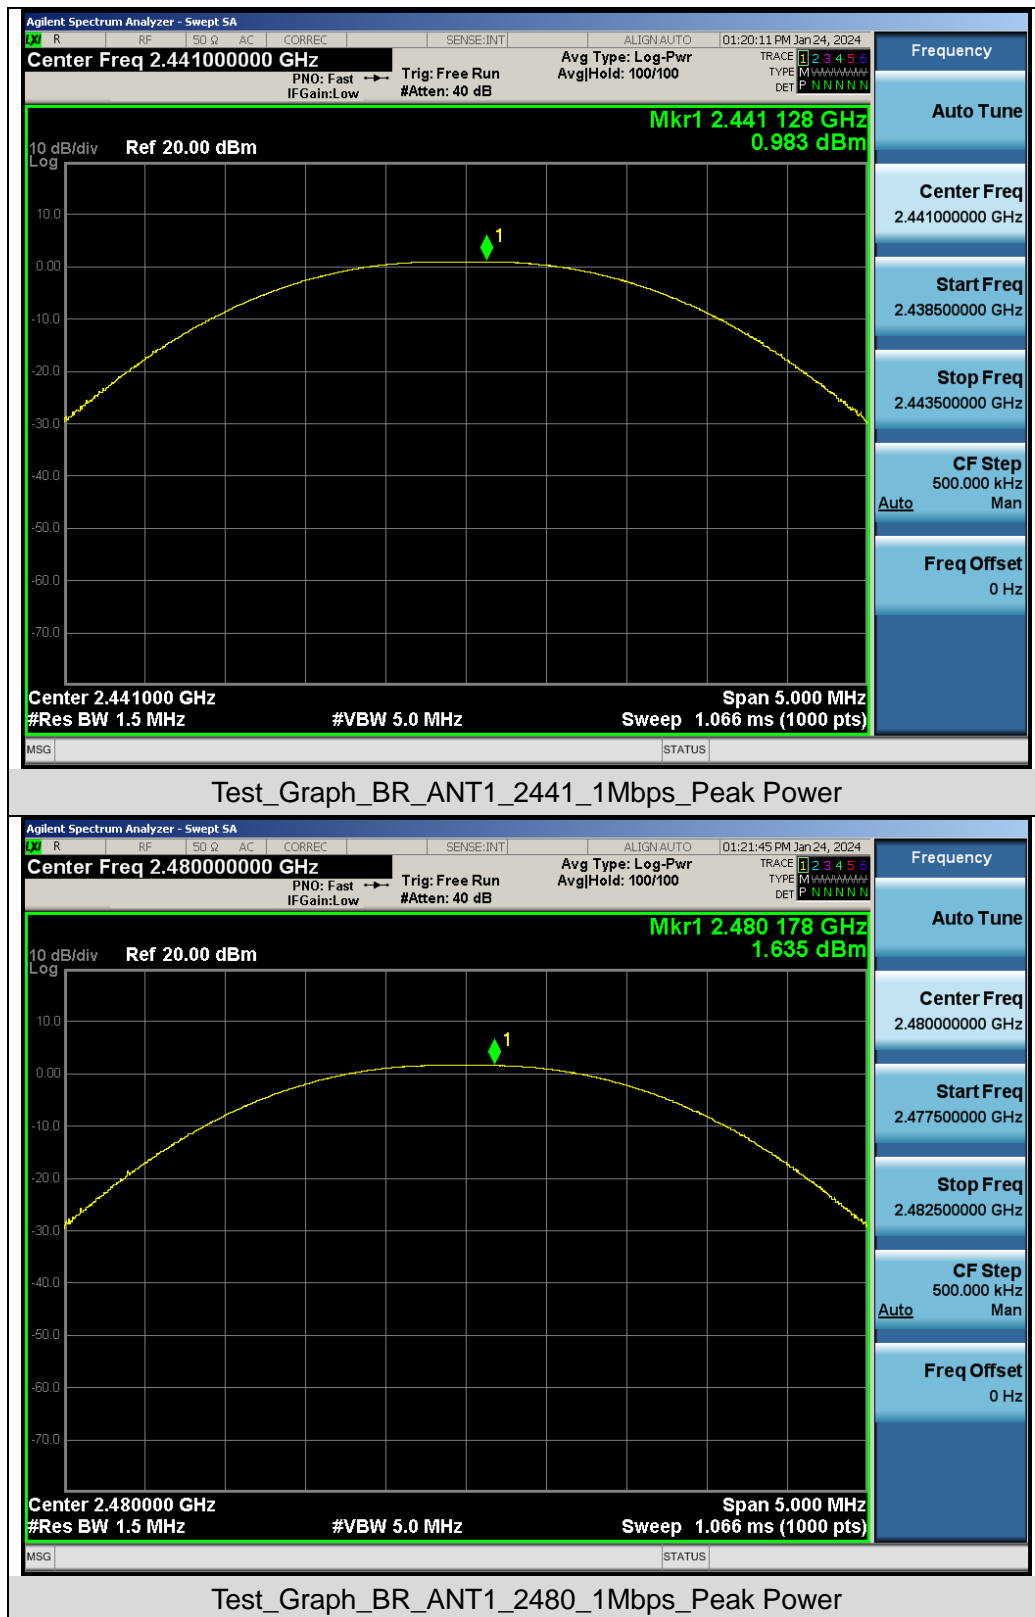 Agilent Spectrum Analyzer - Swept SA
LXI R RF 50 Ω AC CORREC SENSE:INT ALIGN AUTO 01:20:11 PM Jan 24, 2024
Center Freq 2.441000000 GHz
PNO: Fast
IFGain:Low
Trig: Free Run
#Atten: 40 dB
Avg Type: Log-Pwr
Avg|Hold: 100/100
TRACE 1 2 3 4 5 6
TYPE M
DET P N N N N N
Mkr1 2.441 128 GHz
0.983 dBm
10 dB/div Ref 20.00 dBm
Log
10.0
1
0.00
-10.0
-20.0
-30.0
-40.0
-50.0
-60.0
-70.0
Center 2.441000 GHz Span 5.000 MHz
#Res BW 1.5 MHz #VBW 5.0 MHz Sweep 1.066 ms (1000 pts)
MSG STATUS
Frequency
Auto Tune
Center Freq
2.441000000 GHz
Start Freq
2.438500000 GHz
Stop Freq
2.443500000 GHz
CF Step
500.000 kHz
Auto Man
Freq Offset
0 Hz
Test_Graph_BR_ANT1_2441_1Mbps_Peak Power
Agilent Spectrum Analyzer - Swept SA
LXI R RF 50 Ω AC CORREC SENSE:INT ALIGN AUTO 01:21:45 PM Jan 24, 2024
Center Freq 2.480000000 GHz
PNO: Fast
IFGain:Low
Trig: Free Run
#Atten: 40 dB
Avg Type: Log-Pwr
Avg|Hold: 100/100
TRACE 1 2 3 4 5 6
TYPE M
DET P N N N N N
Mkr1 2.480 178 GHz
1.635 dBm
10 dB/div Ref 20.00 dBm
Log
10.0
1
0.00
-10.0
-20.0
-30.0
-40.0
-50.0
-60.0
-70.0
Center 2.480000 GHz Span 5.000 MHz
#Res BW 1.5 MHz #VBW 5.0 MHz Sweep 1.066 ms (1000 pts)
MSG STATUS
Frequency
Auto Tune
Center Freq
2.480000000 GHz
Start Freq
2.477500000 GHz
Stop Freq
2.482500000 GHz
CF Step
500.000 kHz
Auto Man
Freq Offset
0 Hz
Test_Graph_BR_ANT1_2480_1Mbps_Peak Power